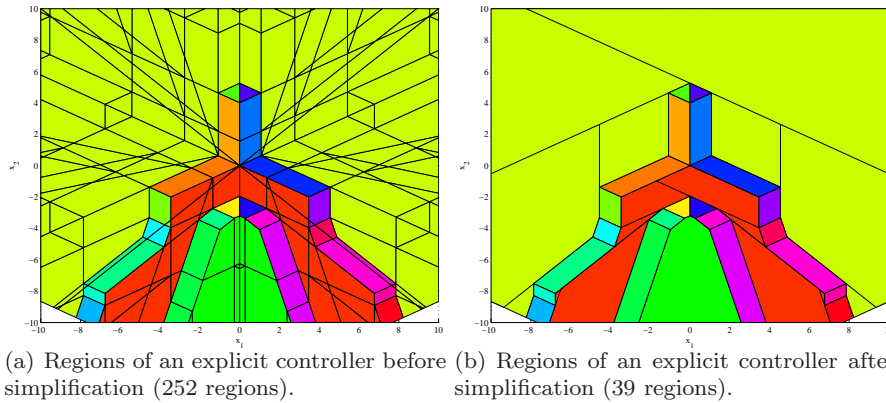 10
8
6
4
2
0
−2
−4
−6
−8
−10
x2
−10 −8 −6 −4 −2 0 2 4 6 8 10
x1
10
8
6
4
2
0
−2
−4
−6
−8
−10
x2
−10 −8 −6 −4 −2 0 2 4 6 8
x1
(a) Regions of an explicit controller before
simplification (252 regions).
(b) Regions of an explicit controller after
simplification (39 regions).